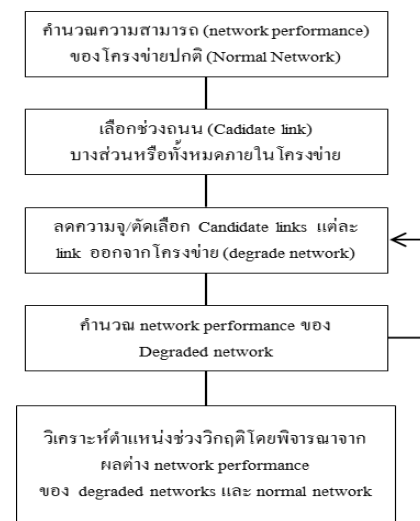 คำนวณความสามารถ (network performance)
ของโครงข่ายปกติ (Normal Network)
เลือกช่วงถนน (Cadidate link)
บางส่วนหรือทั้งหมดภายในโครงข่าย
ลดความจุ/ตัดเลือก Candidate links แต่ละ
link ออกจากโครงข่าย (degrade network)
คำนวณ network performance ของ
Degraded network
วิเคราะห์ตำแหน่งช่วงวิกฤติโดยพิจารณาจาก
ผลต่าง network performance
ของ degraded networks และ normal network